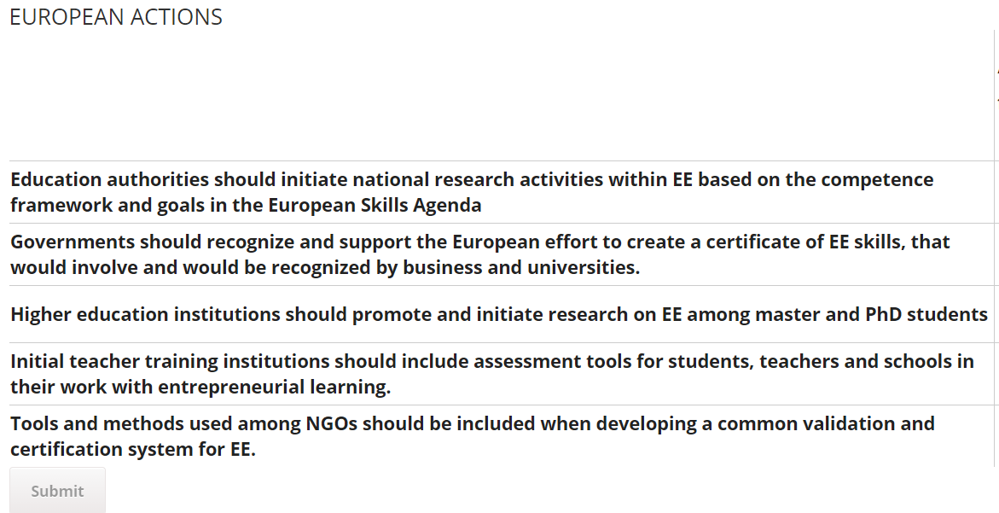 EUROPEAN ACTIONS
Education authorities should initiate national research activities within EE based on the competence
framework and goals in the European Skills Agenda
Governments should recognize and support the European effort to create a certificate of EE skills, that
would involve and would be recognized by business and universities.
Higher education institutions should promote and initiate research on EE among master and PhD students
Initial teacher training institutions should include assessment tools for students, teachers and schools in
their work with entrepreneurial learning.
Tools and methods used among NGOs should be included when developing a common validation and
certification system for EE.
Submit